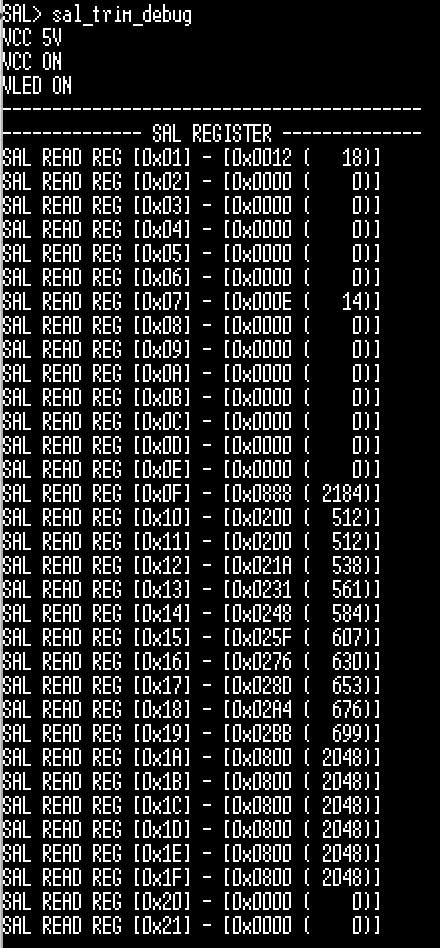 SAL> sal_trim_debug
VCC 5V
VCC ON
VLED ON
------------------------------------------
-------------- SAL REGISTER --------------
SAL READ REG [0x01] - [0x0012 (   18)]
SAL READ REG [0x02] - [0x0000 (    0)]
SAL READ REG [0x03] - [0x0000 (    0)]
SAL READ REG [0x04] - [0x0000 (    0)]
SAL READ REG [0x05] - [0x0000 (    0)]
SAL READ REG [0x06] - [0x0000 (    0)]
SAL READ REG [0x07] - [0x000E (   14)]
SAL READ REG [0x08] - [0x0000 (    0)]
SAL READ REG [0x09] - [0x0000 (    0)]
SAL READ REG [0x0A] - [0x0000 (    0)]
SAL READ REG [0x0B] - [0x0000 (    0)]
SAL READ REG [0x0C] - [0x0000 (    0)]
SAL READ REG [0x0D] - [0x0000 (    0)]
SAL READ REG [0x0E] - [0x0000 (    0)]
SAL READ REG [0x0F] - [0x0888 ( 2184)]
SAL READ REG [0x10] - [0x0200 (  512)]
SAL READ REG [0x11] - [0x0200 (  512)]
SAL READ REG [0x12] - [0x021A (  538)]
SAL READ REG [0x13] - [0x0231 (  561)]
SAL READ REG [0x14] - [0x0248 (  584)]
SAL READ REG [0x15] - [0x025F (  607)]
SAL READ REG [0x16] - [0x0276 (  630)]
SAL READ REG [0x17] - [0x028D (  653)]
SAL READ REG [0x18] - [0x02A4 (  676)]
SAL READ REG [0x19] - [0x02BB (  699)]
SAL READ REG [0x1A] - [0x0800 ( 2048)]
SAL READ REG [0x1B] - [0x0800 ( 2048)]
SAL READ REG [0x1C] - [0x0800 ( 2048)]
SAL READ REG [0x1D] - [0x0800 ( 2048)]
SAL READ REG [0x1E] - [0x0800 ( 2048)]
SAL READ REG [0x1F] - [0x0800 ( 2048)]
SAL READ REG [0x20] - [0x0000 (    0)]
SAL READ REG [0x21] - [0x0000 (    0)]